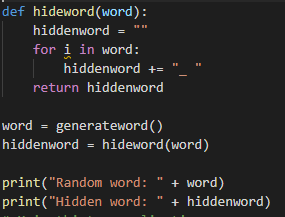 def hideword(word):
    hiddenword = ""
    for i in word:
        hiddenword += "_ "
    return hiddenword
word = generateword()
hiddenword = hideword(word)
print("Random word: " + word)
print("Hidden word: " + hiddenword)